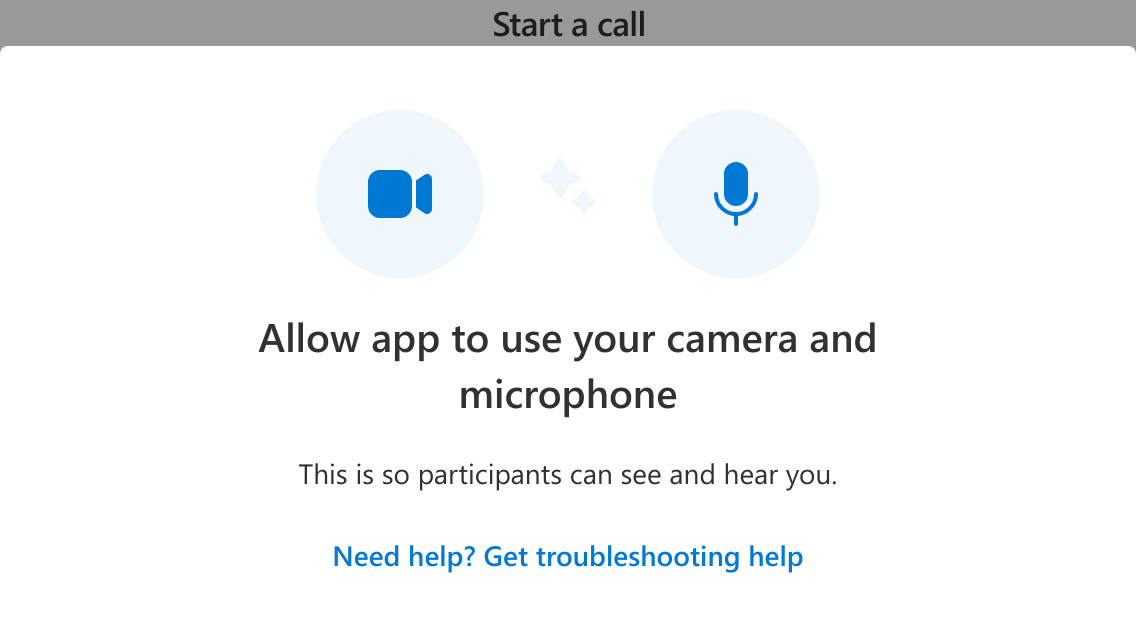 Start a call
Allow app to use your camera and
microphone
This is so participants can see and hear you.
Need help? Get troubleshooting help